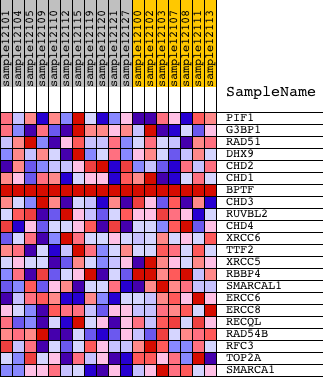 sample12101 sample12104 sample12105 sample12109 sample12110 sample12112 sample12115 sample12119 sample12120 sample12122 sample12127 sample12100 sample12102 sample12103 sample12107 sample12108 sample12111 sample12113
SampleName
PIF1
G3BP1
RAD51
DHX9
CHD2
CHD1
BPTF
CHD3
RUVBL2
CHD4
XRCC6
TTF2
XRCC5
RBBP4
SMARCAL1
ERCC6
ERCC8
RECQL
RAD54B
RFC3
TOP2A
SMARCA1